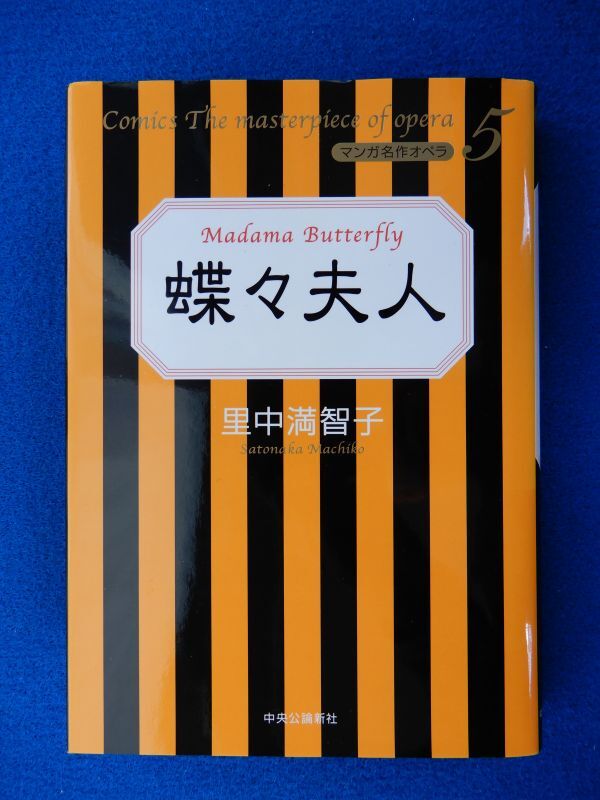 Comics The masterpiece of opera
マンガ名作オペラ 5
Madama Butterfly
蝶々夫人
里中満智子
Satonaka Machiko
中央公論新社